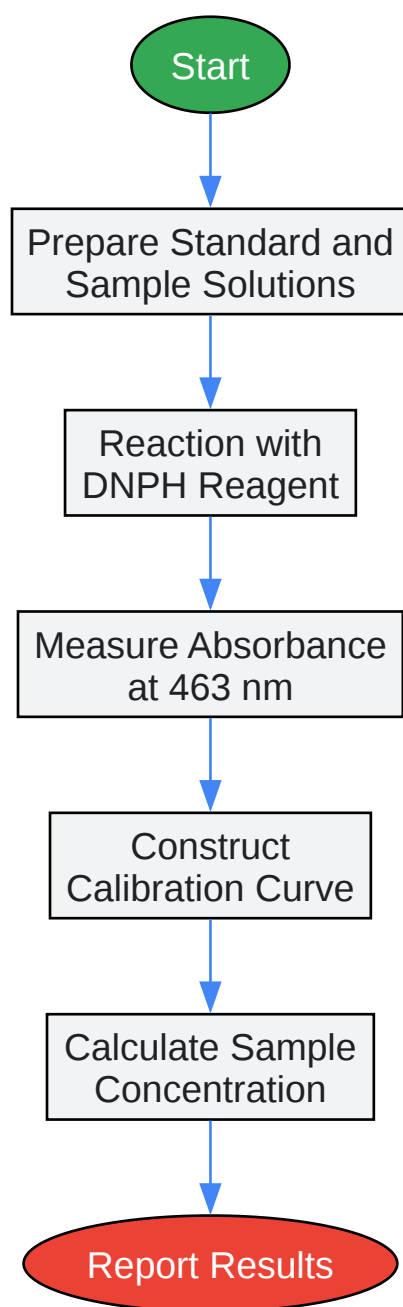 Start
Prepare Standard and
Sample Solutions
Reaction with
DNPH Reagent
Measure Absorbance
at 463 nm
Construct
Calibration Curve
Calculate Sample
Concentration
Report Results